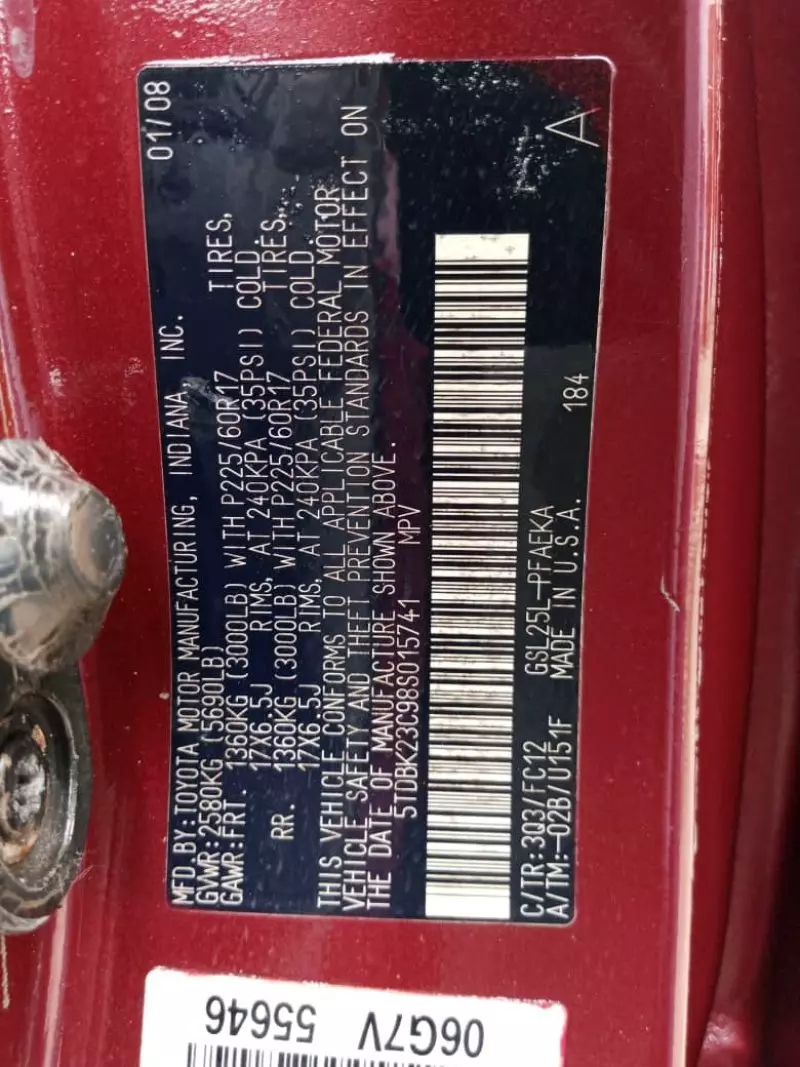 MFD.BY:TOYOTA MOTOR MANUFACTURING, INDIANA, INC. 01/08
GVWR:2580KG (5690LB)
GAWR:FRT. 1360KG (3000LB) WITH P225/60R17 TIRES,
17X6.5J RIMS, AT 240KPA (35PSI) COLD.
RR. 1360KG (3000LB) WITH P225/60R17 TIRES,
17X6.5J RIMS, AT 240KPA (35PSI) COLD.
THIS VEHICLE CONFORMS TO ALL APPLICABLE FEDERAL MOTOR
VEHICLE SAFETY AND THEFT PREVENTION STANDARDS IN EFFECT ON
THE DATE OF MANUFACTURE SHOWN ABOVE.
5TDBK23C98S015741 MPV
C/TR:3Q3/FC12 GSL25L-PFAEKA 184 A
A/TM:-02B/U151F MADE IN U.S.A.
06G7V
55646